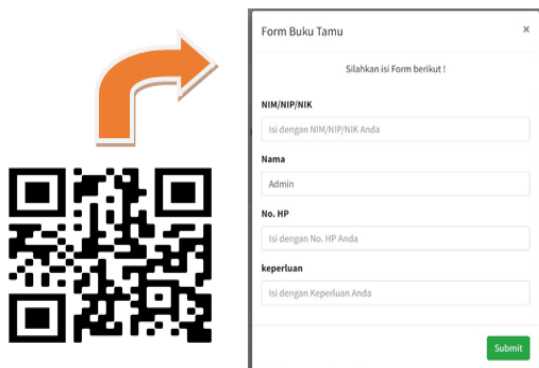 Form Buku Tamu ×
Silahkan isi Form berikut !
NIM/NIP/NIK
Isi dengan NIM/NIP/NIK Anda
Nama
Admin
No. HP
Isi dengan No. HP Anda
keperluan
Isi dengan Keperluan Anda
Submit